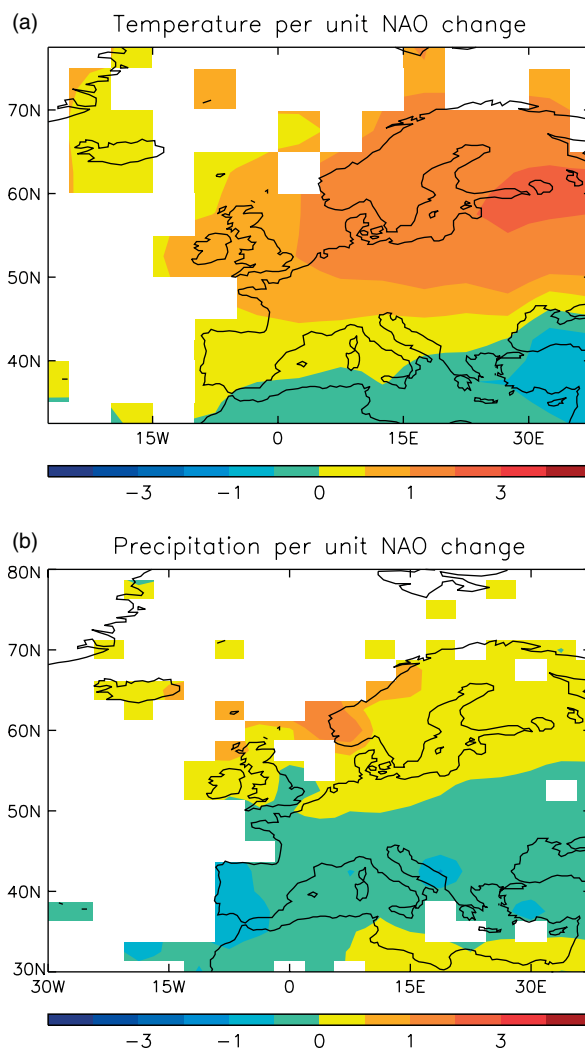 (a)
Temperature per unit NAO change
70N
60N
50N
40N
15W 0 15E 30E
−3 −1 0 1 3
(b)
Precipitation per unit NAO change
80N
70N
60N
50N
40N
30N
30W 15W 0 15E 30E
−3 −1 0 1 3